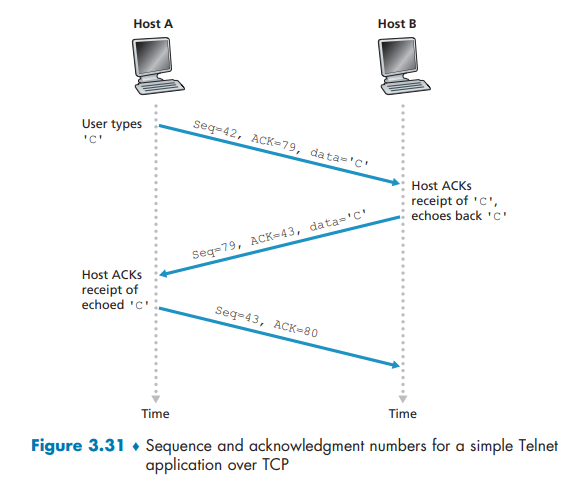 Host A
Host B
User types
'C'
Seq=42, ACK=79, data='C'
Host ACKs
receipt of 'C',
echoes back 'C'
Seq=79, ACK=43, data='C'
Host ACKs
receipt of
echoed 'C'
Seq=43, ACK=80
Time
Time
Figure 3.31 ♦ Sequence and acknowledgment numbers for a simple Telnet
application over TCP